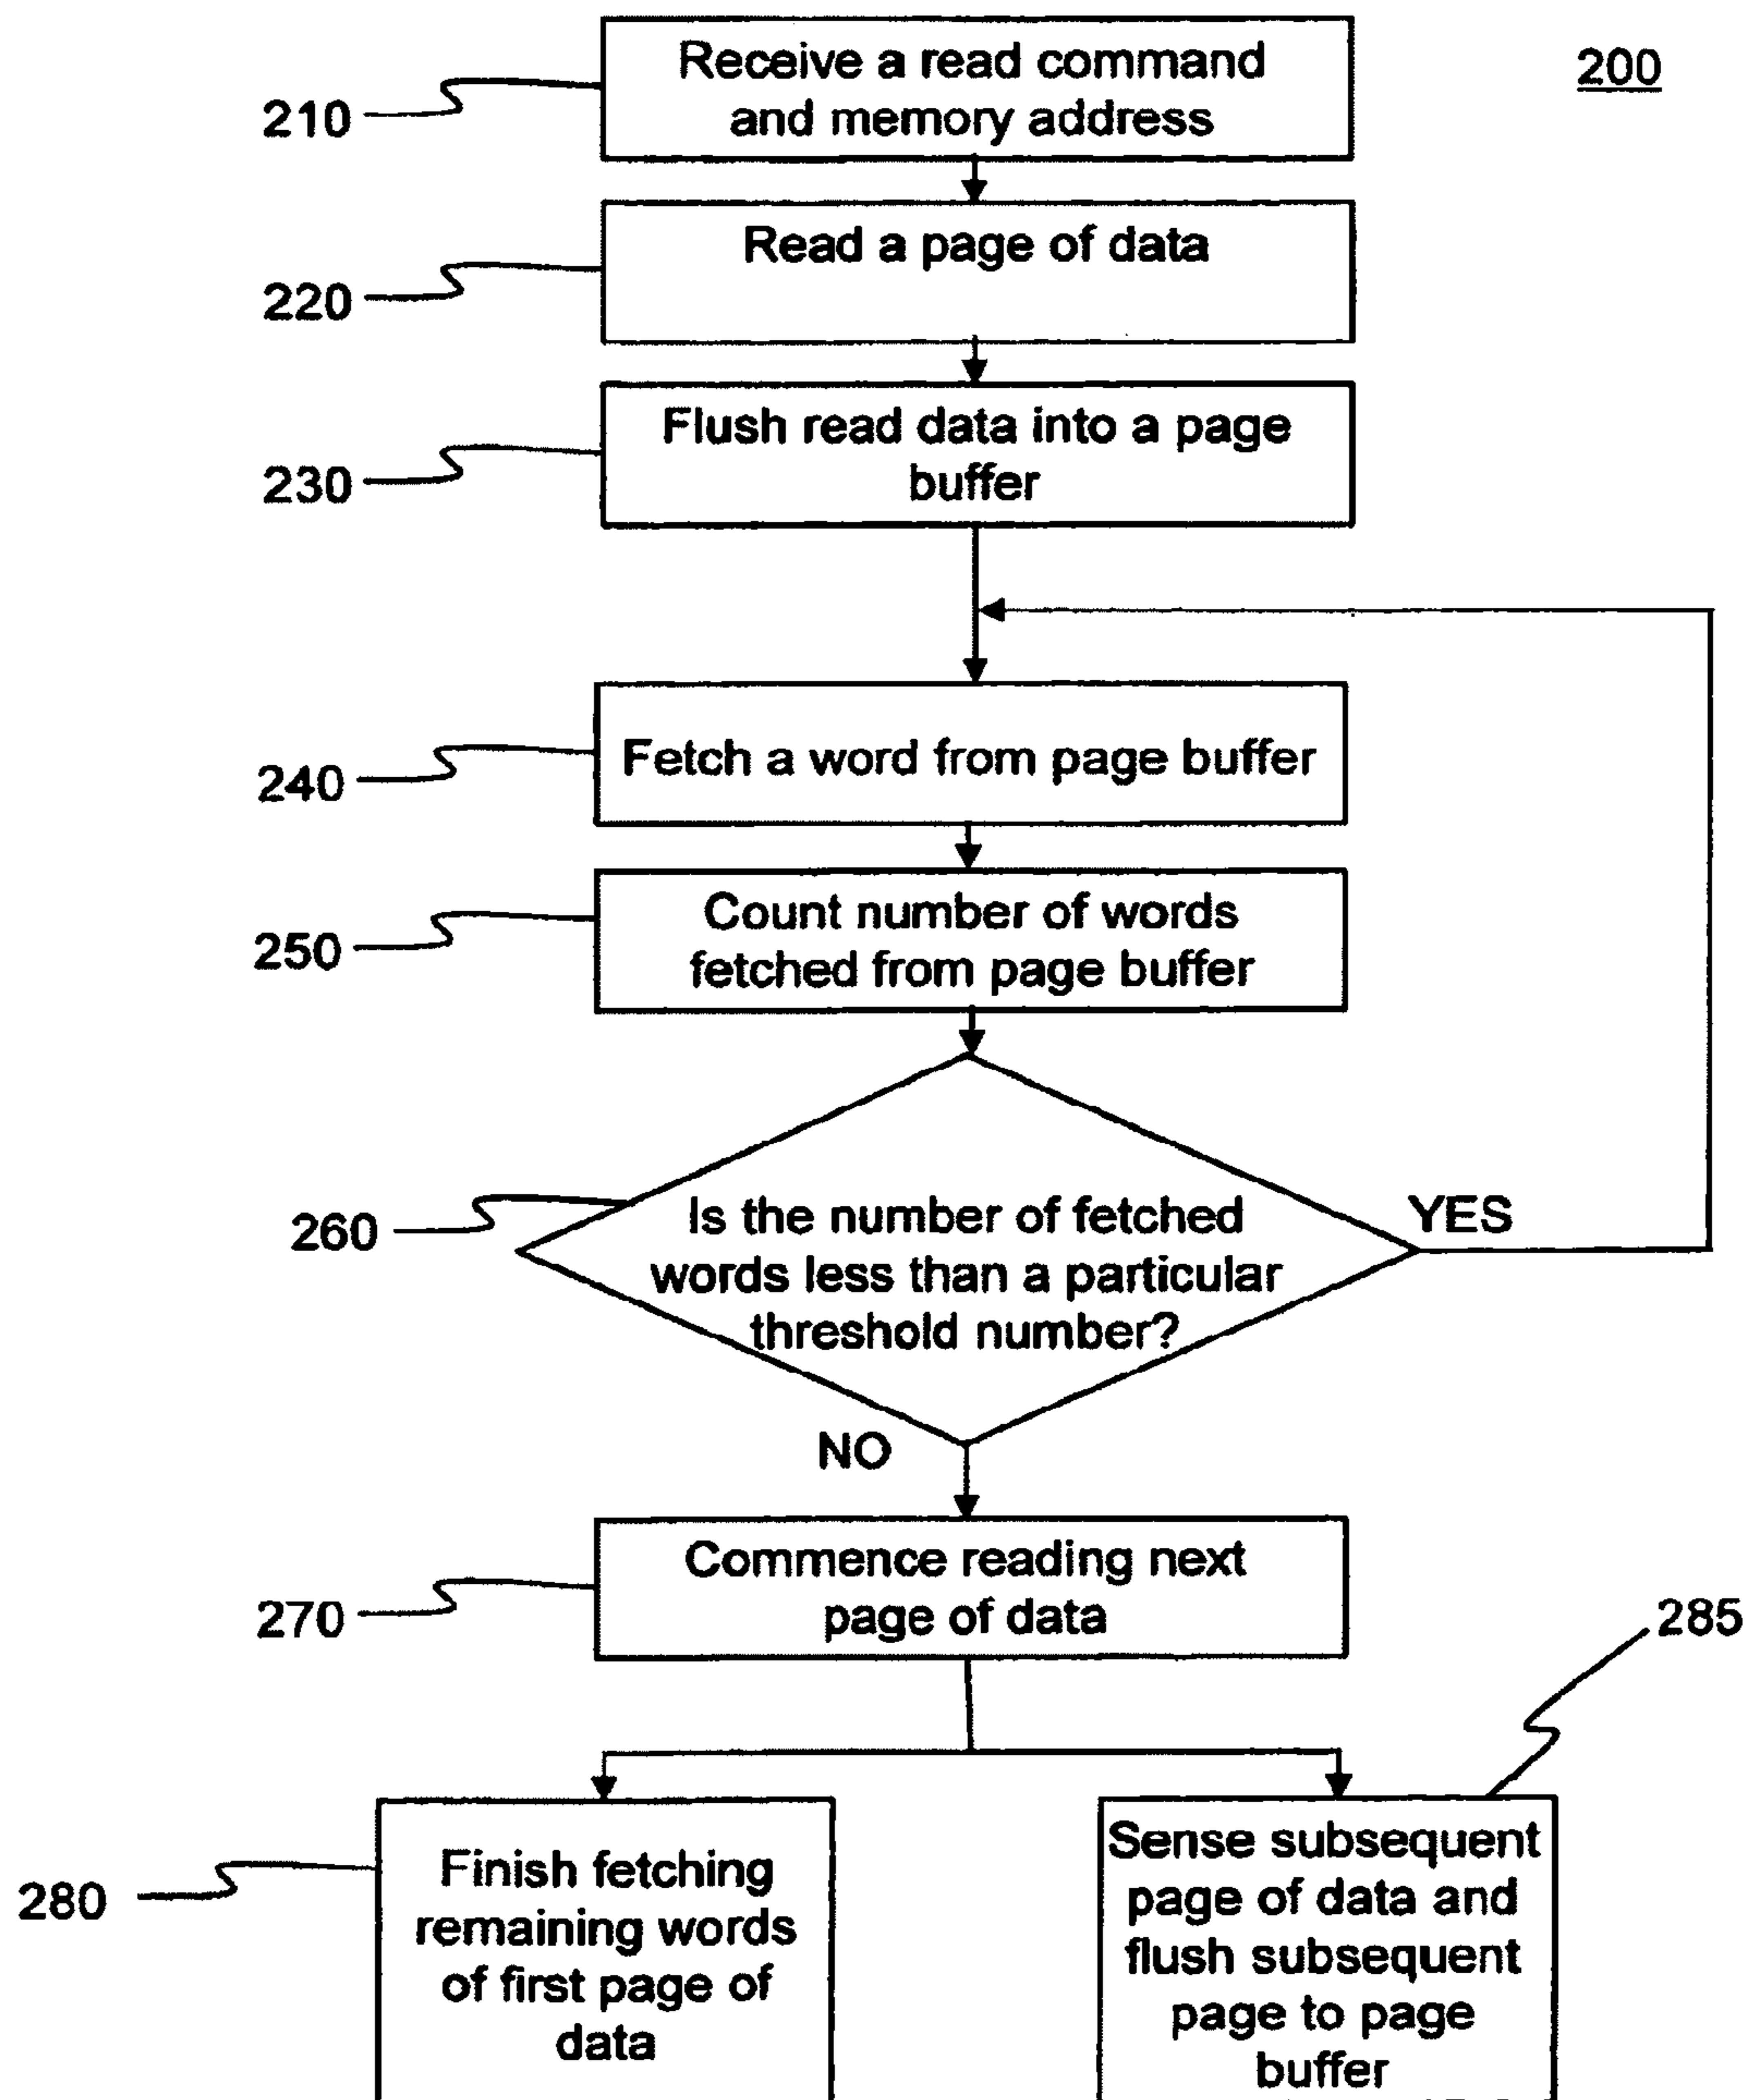 200
Receive a read command
and memory address
210
Read a page of data
220
Flush read data into a page
buffer
230
Fetch a word from page buffer
240
Count number of words
fetched from page buffer
250
Is the number of fetched
words less than a particular
threshold number?
260
YES
NO
Commence reading next
page of data
270
285
Finish fetching
remaining words
of first page of
data
280
Sense subsequent
page of data and
flush subsequent
page to page
buffer